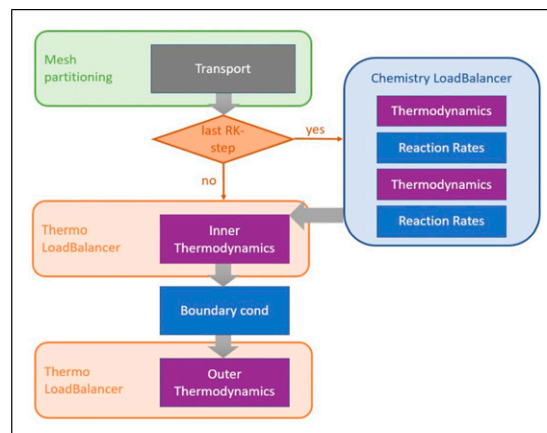 Mesh
partitioning
Transport
Chemistry LoadBalancer
Thermodynamics
Reaction Rates
Thermodynamics
Reaction Rates
last RK-
step
yes
no
Thermo
LoadBalancer
Inner
Thermodynamics
Boundary cond
Thermo
LoadBalancer
Outer
Thermodynamics